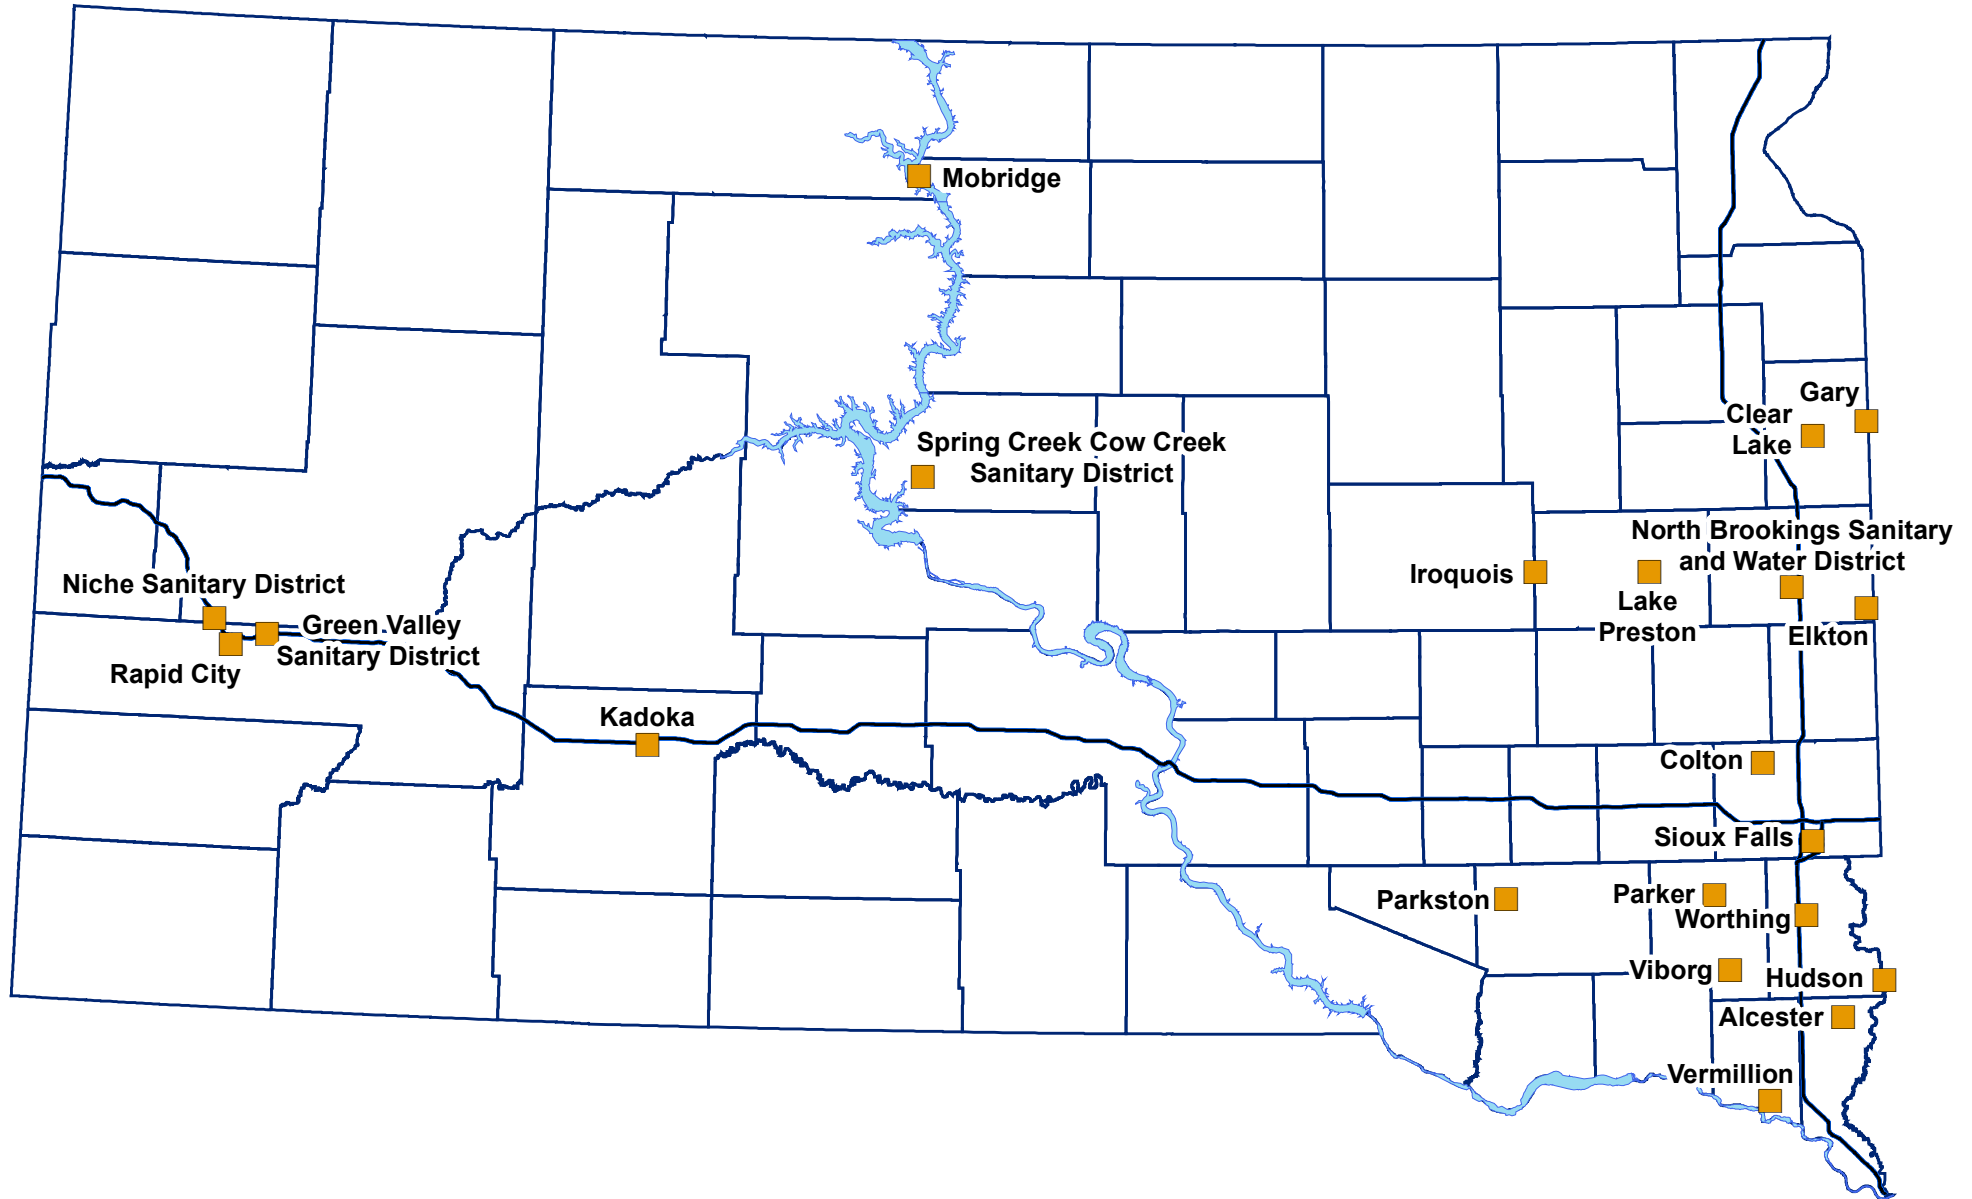 Mobridge
Gary
Clear
Lake
Spring Creek Cow Creek
Sanitary District
North Brookings Sanitary
and Water District
Iroquois
Lake
Preston
Elkton
Niche Sanitary District
Green Valley
Sanitary District
Rapid City
Kadoka
Colton
Sioux Falls
Parkston
Parker
Worthing
Viborg
Hudson
Alcester
Vermillion